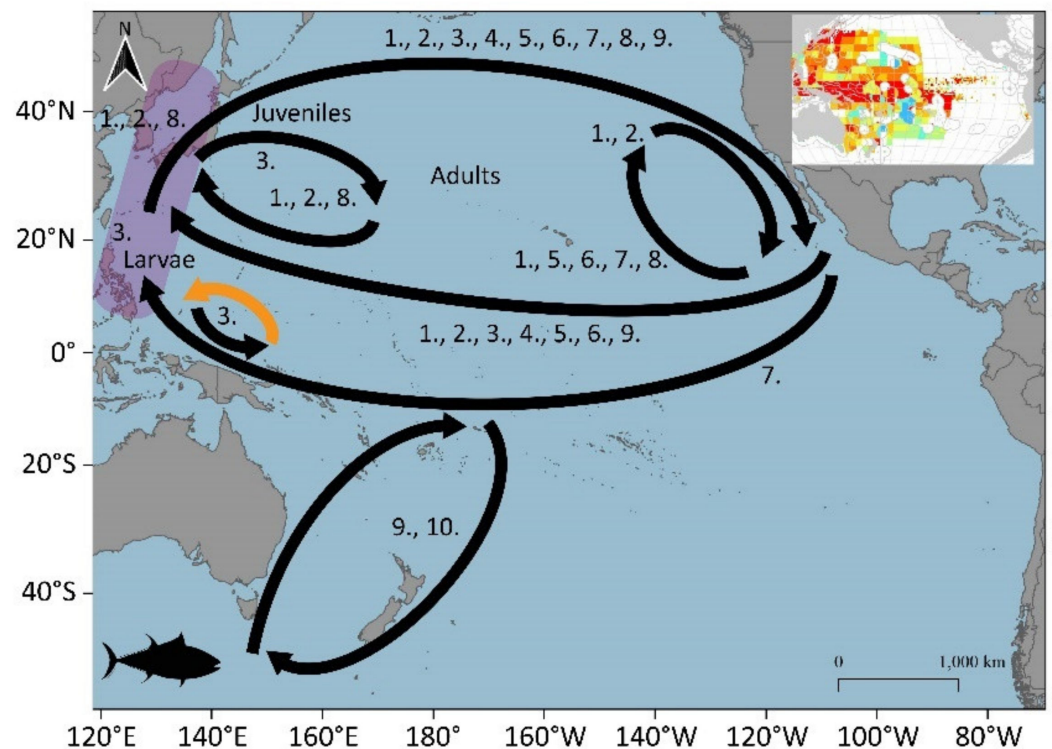 N
1., 2., 3., 4., 5., 6., 7., 8., 9.
40°N
1., 2., 8.
Juveniles
1., 2.
3.
Adults
1., 2., 8.
20°N
3.
Larvae
1., 5., 6., 7., 8.
3.
1., 2., 3., 4., 5., 6., 9.
0°
7.
20°S
9., 10.
40°S
0
1,000 km
120°E
140°E
160°E
180°
160°W
140°W
120°W
100°W
80°W